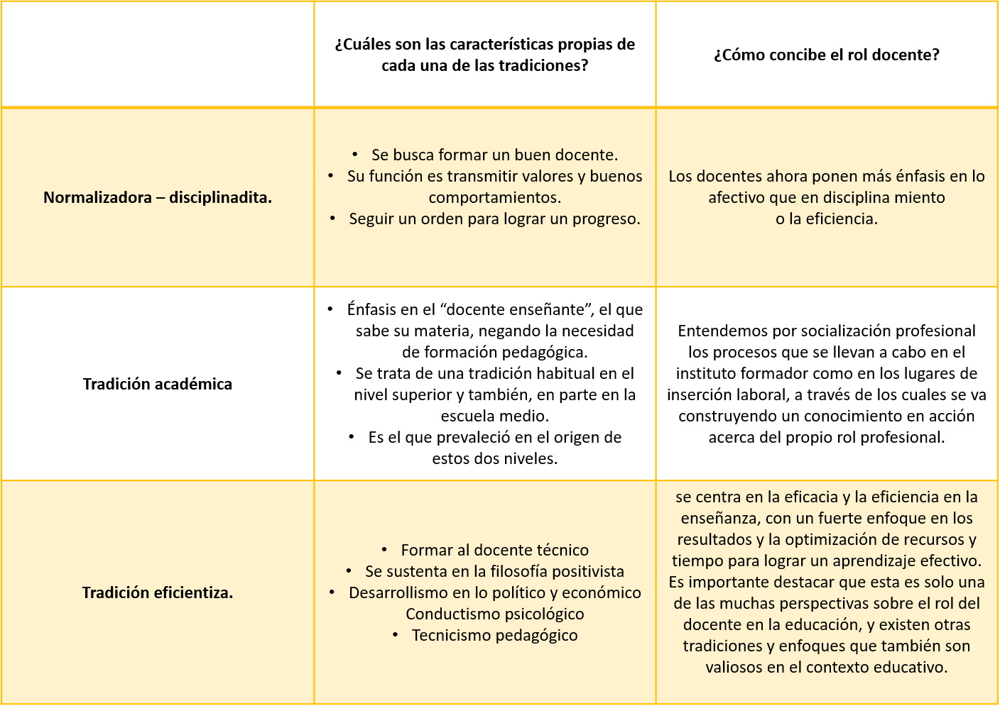 ¿Cuáles son las características propias de
cada una de las tradiciones?
¿Cómo concibe el rol docente?
Normalizadora – disciplinadita.
• Se busca formar un buen docente.
• Su función es transmitir valores y buenos
comportamientos.
• Seguir un orden para lograr un progreso.
Los docentes ahora ponen más énfasis en lo
afectivo que en disciplina miento
o la eficiencia.
Tradición académica
• Énfasis en el “docente enseñante”, el que
sabe su materia, negando la necesidad
de formación pedagógica.
• Se trata de una tradición habitual en el
nivel superior y también, en parte en la
escuela medio.
• Es el que prevaleció en el origen de
estos dos niveles.
Entendemos por socialización profesional
los procesos que se llevan a cabo en el
instituto formador como en los lugares de
inserción laboral, a través de los cuales se va
construyendo un conocimiento en acción
acerca del propio rol profesional.
Tradición eficientiza.
• Formar al docente técnico
• Se sustenta en la filosofía positivista
• Desarrollismo en lo político y económico
Conductismo psicológico
• Tecnicismo pedagógico
se centra en la eficacia y la eficiencia en la
enseñanza, con un fuerte enfoque en los
resultados y la optimización de recursos y
tiempo para lograr un aprendizaje efectivo.
Es importante destacar que esta es solo una
de las muchas perspectivas sobre el rol del
docente en la educación, y existen otras
tradiciones y enfoques que también son
valiosos en el contexto educativo.